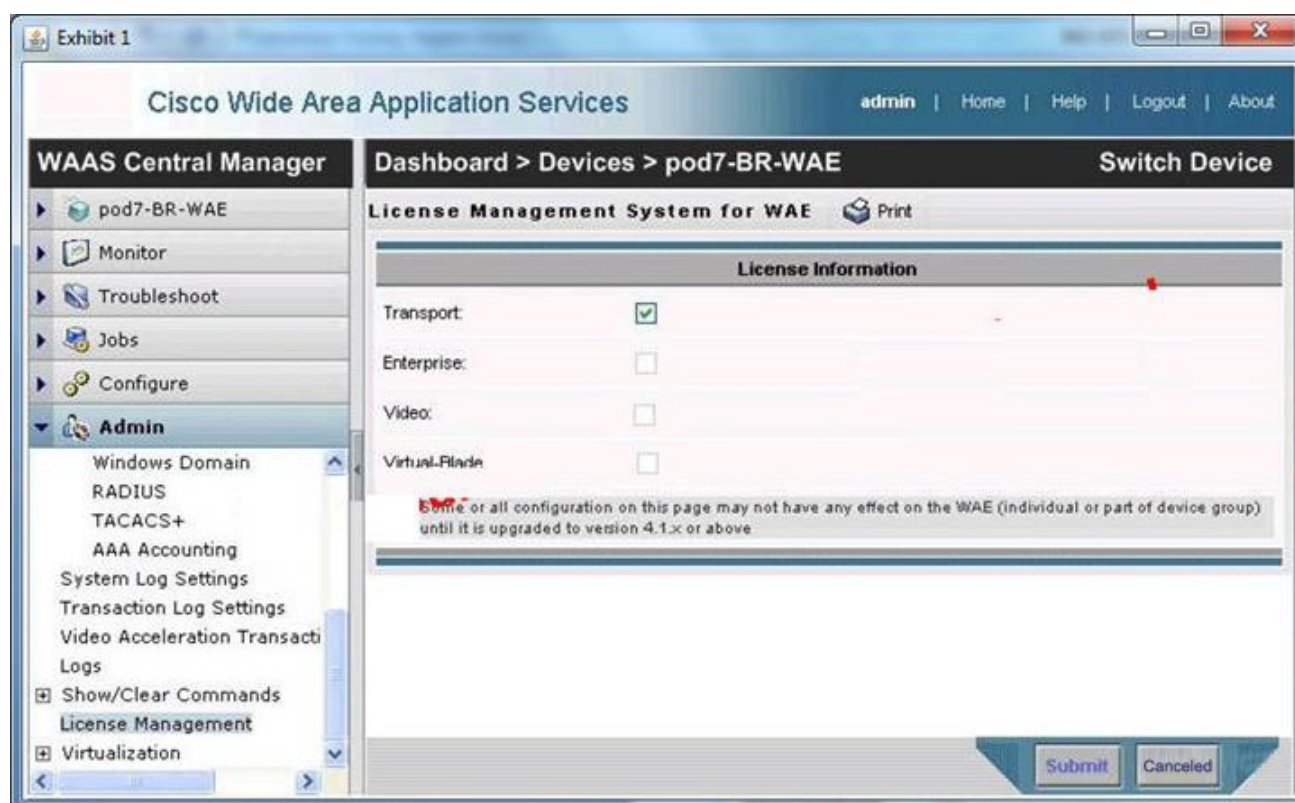 Exhibit 1
Cisco Wide Area Application Services
admin | Home | Help | Logout | About
WAAS Central Manager
Dashboard > Devices > pod7-BR-WAE
Switch Device
pod7-BR-WAE
Monitor
Troubleshoot
Jobs
Configure
Admin
Windows Domain
RADIUS
TACACS+
AAA Accounting
System Log Settings
Transaction Log Settings
Video Acceleration Transacti
Logs
Show/Clear Commands
License Management
Virtualization
License Management System for WAE
Print
License Information
Transport:
Enterprise:
Video:
Virtual-Blade
Some or all configuration on this page may not have any effect on the WAE (individual or part of device group)
until it is upgraded to version 4.1.x or above
Submit
Canceled